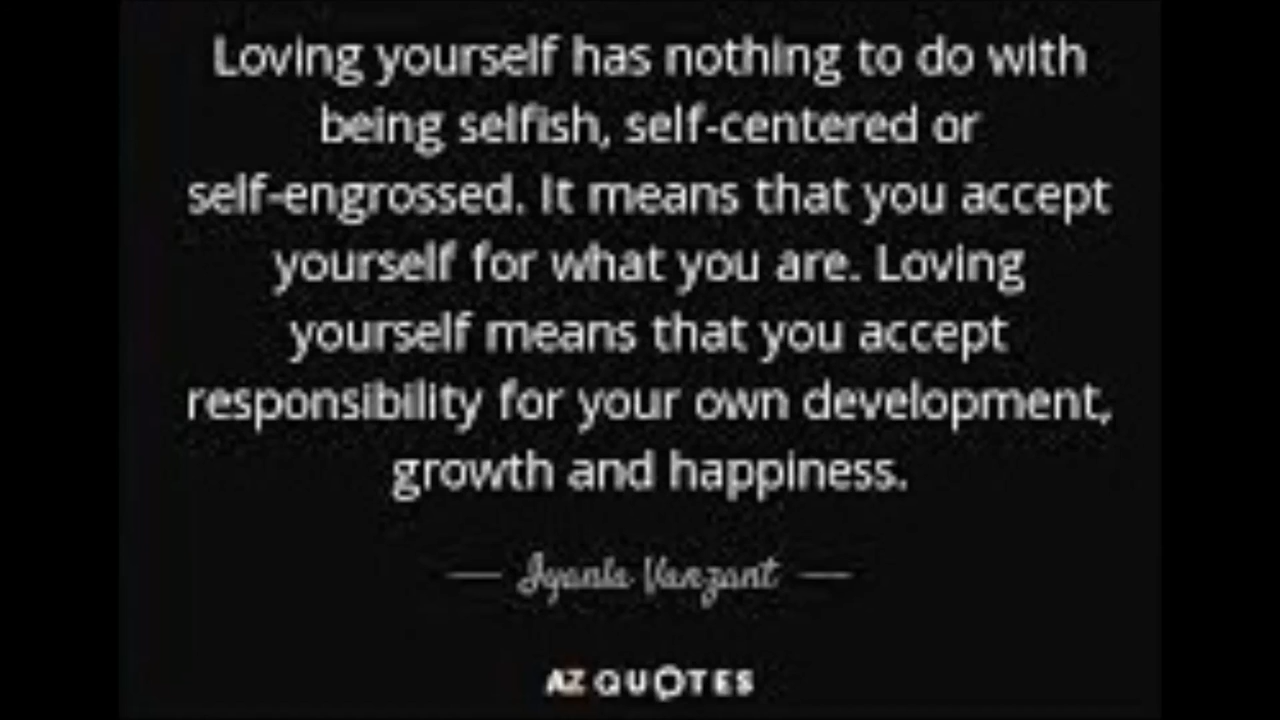 Loving yourself has nothing to do with
being selfish, self-centered or
self-engrossed. It means that you accept
yourself for what you are. Loving
yourself means that you accept
responsibility for your own development,
growth and happiness.
— Iyanla Vanzant —
AZ QUOTES